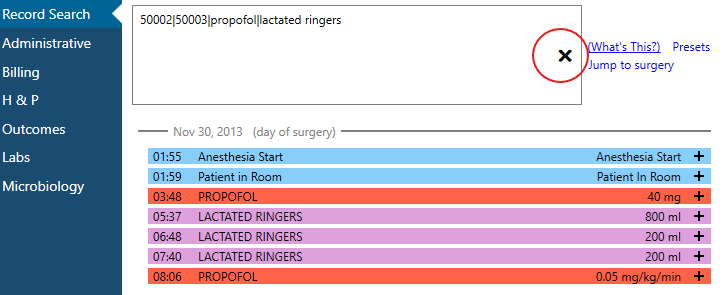 Record Search
Administrative
Billing
H & P
Outcomes
Labs
Microbiology
50002|50003|propofol|lactated ringers
(What's This?) Presets
Jump to surgery
Nov 30, 2013 (day of surgery)
01:55 Anesthesia Start Anesthesia Start +
01:59 Patient in Room Patient In Room +
03:48 PROPOFOL 40 mg +
05:37 LACTATED RINGERS 800 ml +
06:48 LACTATED RINGERS 200 ml +
07:40 LACTATED RINGERS 200 ml +
08:06 PROPOFOL 0.05 mg/kg/min +